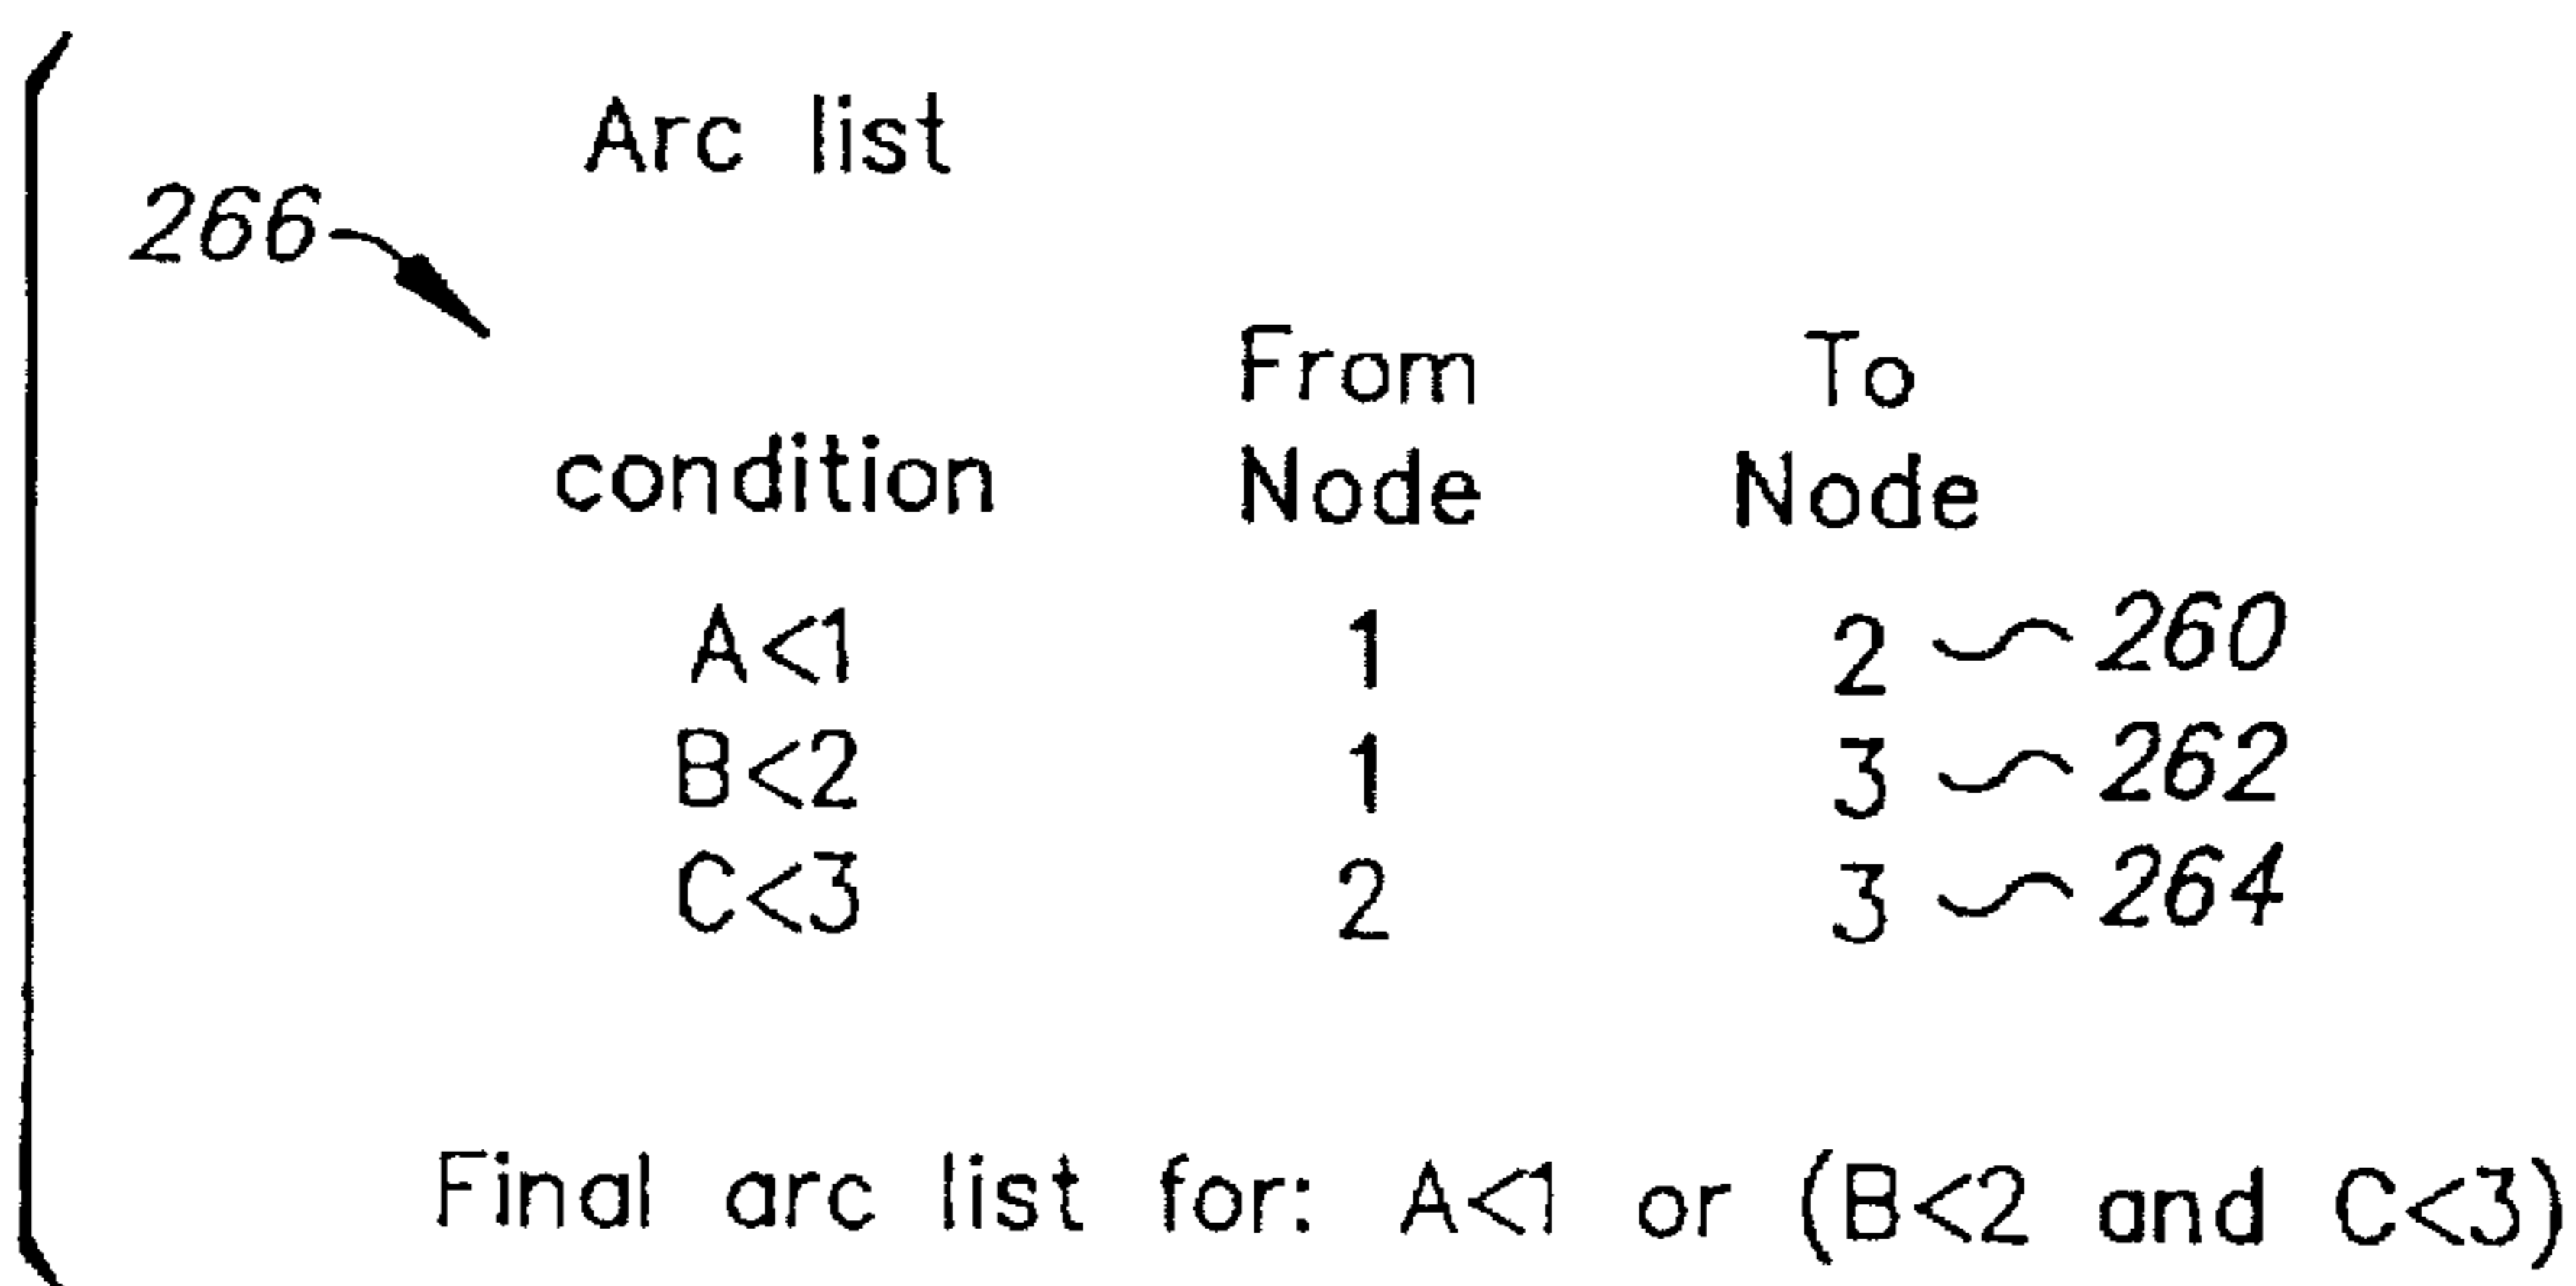 Arc list
266
From To
condition Node Node
A<1 1 2 260
B<2 1 3 262
C<3 2 3 264
Final arc list for: A<1 or (B<2 and C<3)